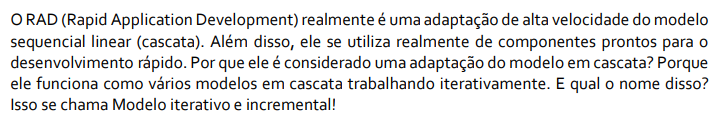 O RAD (Rapid Application Development) realmente é uma adaptação de alta velocidade do modelo
sequencial linear (cascata). Além disso, ele se utiliza realmente de componentes prontos para o
desenvolvimento rápido. Por que ele é considerado uma adaptação do modelo em cascata? Porque
ele funciona como vários modelos em cascata trabalhando iterativamente. E qual o nome disso?
Isso se chama Modelo iterativo e incremental!